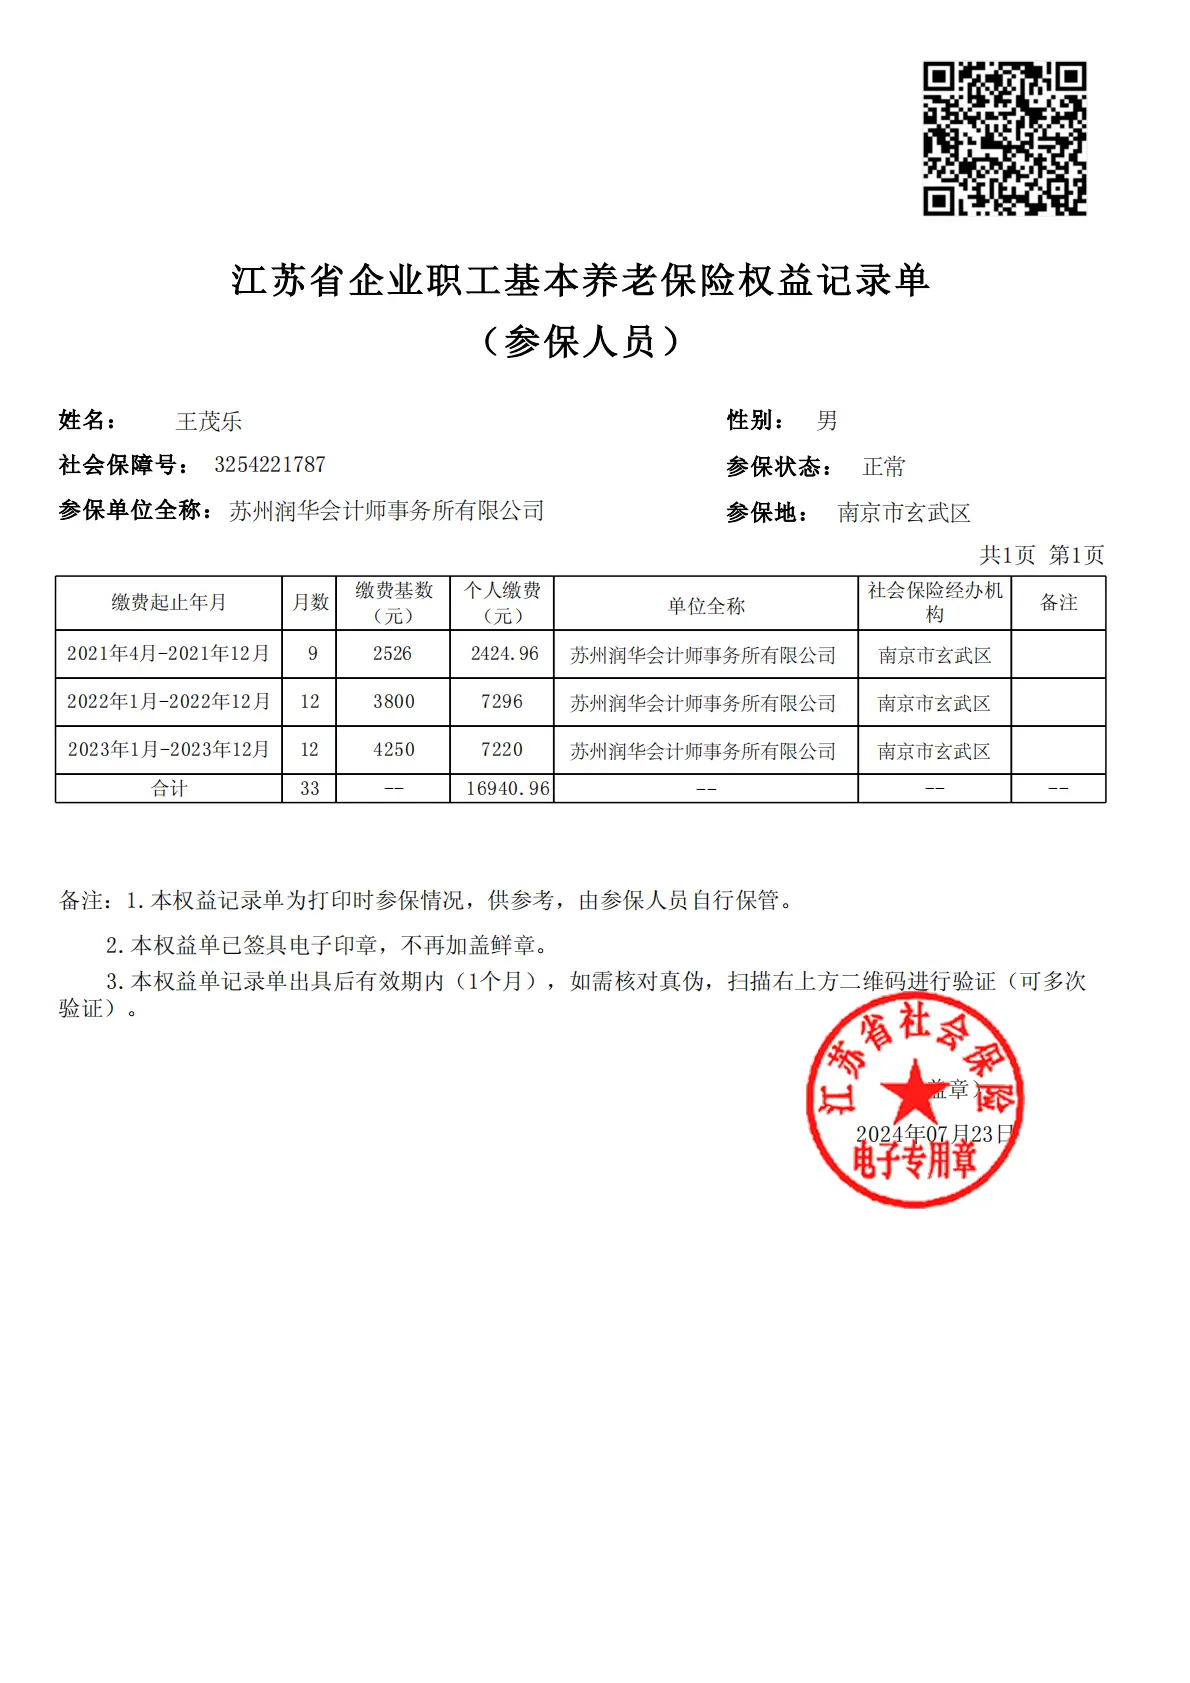 江苏省企业职工基本养老保险权益记录单
（参保人员）
姓名： 王茂乐 性别： 男
社会保障号： 3254221787 参保状态： 正常
参保单位全称： 苏州润华会计师事务所有限公司 参保地： 南京市玄武区
共1页 第1页
缴费起止年月 月数 缴费基数（元） 个人缴费（元） 单位全称 社会保险经办机构 备注
2021年4月-2021年12月 9 2526 2424.96 苏州润华会计师事务所有限公司 南京市玄武区
2022年1月-2022年12月 12 3800 7296 苏州润华会计师事务所有限公司 南京市玄武区
2023年1月-2023年12月 12 4250 7220 苏州润华会计师事务所有限公司 南京市玄武区
合计 33 -- 16940.96 -- -- --
备注：1.本权益记录单为打印时参保情况，供参考，由参保人员自行保管。
2.本权益单已签具电子印章，不再加盖鲜章。
3.本权益单记录单出具后有效期内（1个月），如需核对真伪，扫描右上方二维码进行验证（可多次
验证）。
江苏省社会保险
盖章）
2024年07月23日
电子专用章